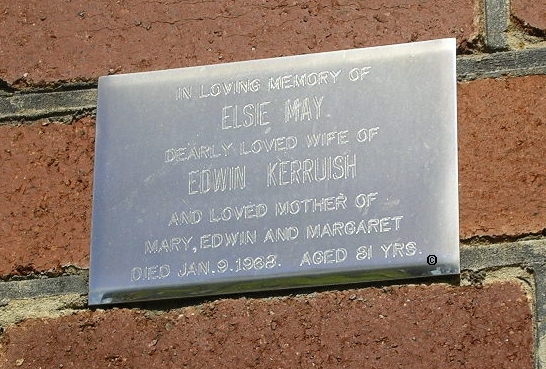 IN LOVING MEMORY OF
ELSIE MAY
DEARLY LOVED WIFE OF
EDWIN KERRUISH
AND LOVED MOTHER OF
MARY, EDWIN AND MARGARET
DIED JAN. 9. 1968. AGED 81 YRS.
©